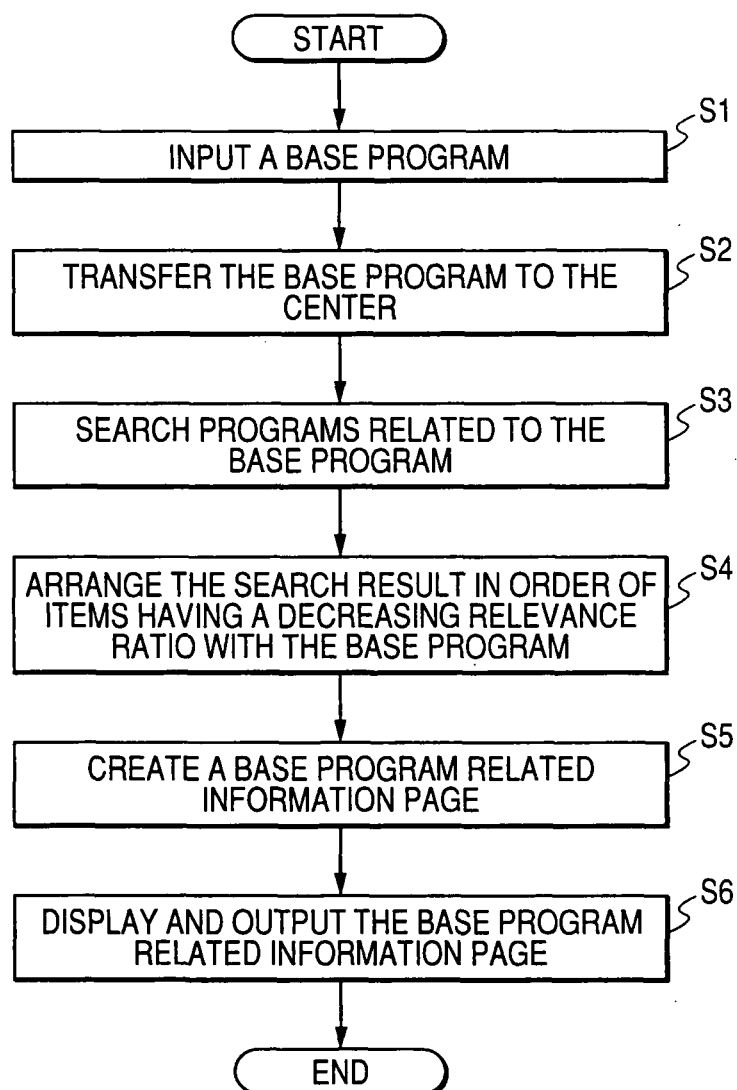 START
S1
INPUT A BASE PROGRAM
S2
TRANSFER THE BASE PROGRAM TO THE
CENTER
S3
SEARCH PROGRAMS RELATED TO THE
BASE PROGRAM
S4
ARRANGE THE SEARCH RESULT IN ORDER OF
ITEMS HAVING A DECREASING RELEVANCE
RATIO WITH THE BASE PROGRAM
S5
CREATE A BASE PROGRAM RELATED
INFORMATION PAGE
S6
DISPLAY AND OUTPUT THE BASE PROGRAM
RELATED INFORMATION PAGE
END